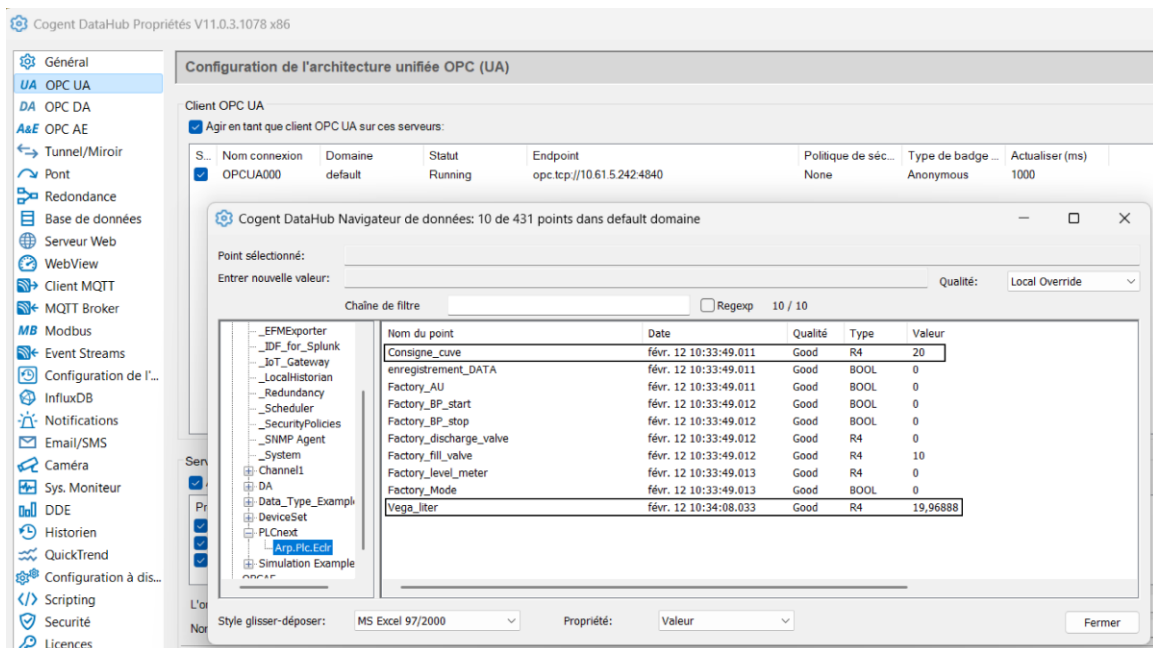 Cogent DataHub Propriétés V11.0.3.1078 x86
Général
UA OPC UA
DA OPC DA
A&E OPC AE
Tunnel/Miroir
Pont
Redondance
Base de données
Serveur Web
WebView
Client MQTT
MQTT Broker
MB Modbus
Event Streams
Configuration de l'...
InfluxDB
Notifications
Email/SMS
Caméra
Sys. Moniteur
DDE
Historien
QuickTrend
Configuration à dis...
Scripting
Securité
Licences
Configuration de l'architecture unifiée OPC (UA)
Client OPC UA
Agir en tant que client OPC UA sur ces serveurs:
S... Nom connexion Domaine Statut Endpoint Politique de séc... Type de badge ... Actualiser (ms)
OPCUA000 default Running opc.tcp://10.61.5.242:4840 None Anonymous 1000
Cogent DataHub Navigateur de données: 10 de 431 points dans default domaine
Point sélectionné:
Entrer nouvelle valeur: Qualité: Local Override
Chaîne de filtre Regexp 10 / 10
_EFMExporter
_IDF_for_Splunk
_IoT_Gateway
_LocalHistorian
_Redundancy
_Scheduler
_SecurityPolicies
_SNMP Agent
_System
Channel1
DA
Data_Type_Example
DeviceSet
PLCnext
Arp.Plc.Eclr
Simulation Example
Nom du point Date Qualité Type Valeur
Consigne_cuve févr. 12 10:33:49.011 Good R4 20
enregistrement_DATA févr. 12 10:33:49.011 Good BOOL 0
Factory_AU févr. 12 10:33:49.011 Good BOOL 0
Factory_BP_start févr. 12 10:33:49.012 Good BOOL 0
Factory_BP_stop févr. 12 10:33:49.012 Good BOOL 0
Factory_discharge_valve févr. 12 10:33:49.012 Good R4 0
Factory_fill_valve févr. 12 10:33:49.012 Good R4 10
Factory_level_meter févr. 12 10:33:49.013 Good R4 0
Factory_Mode févr. 12 10:33:49.013 Good BOOL 0
Vega_liter févr. 12 10:34:08.033 Good R4 19,96888
Style glisser-déposer: MS Excel 97/2000 Propriété: Valeur Fermer